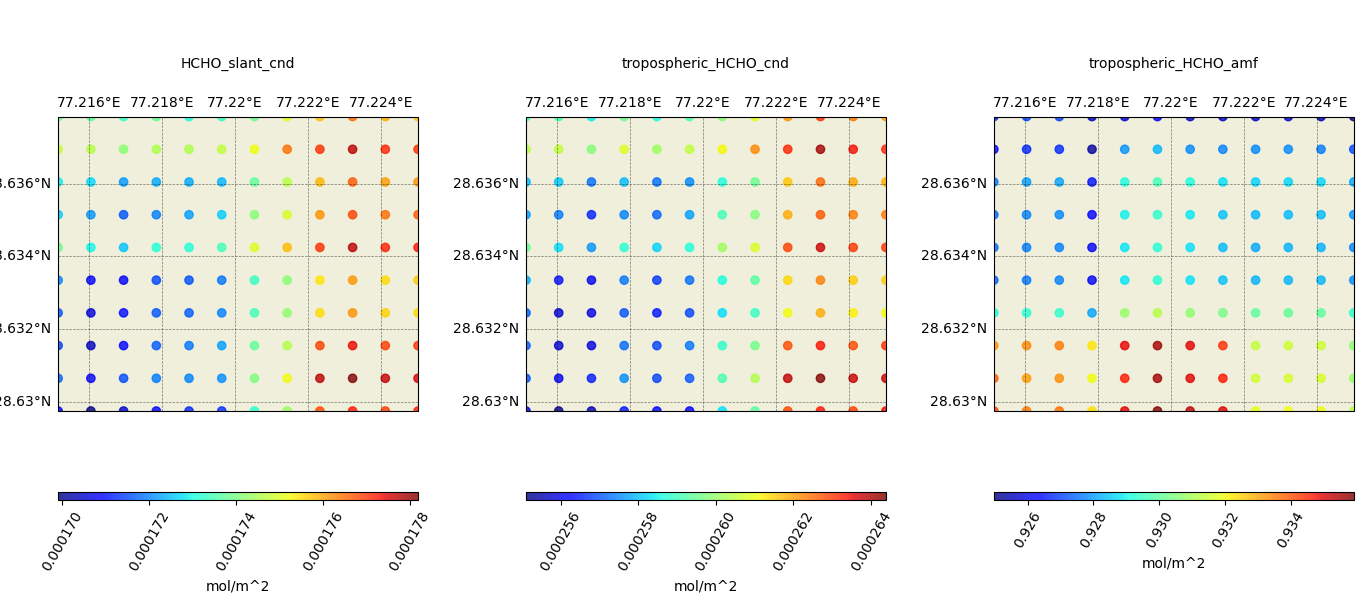 HCHO_slant_cnd
tropospheric_HCHO_cnd
tropospheric_HCHO_amf
77.216°E 77.218°E 77.22°E 77.222°E 77.224°E
77.216°E 77.218°E 77.22°E 77.222°E 77.224°E
77.216°E 77.218°E 77.22°E 77.222°E 77.224°E
8.636°N
8.634°N
8.632°N
28.63°N
28.636°N
28.634°N
28.632°N
28.63°N
28.636°N
28.634°N
28.632°N
28.63°N
0.000170 0.000172 0.000174 0.000176 0.000178
mol/m^2
0.000256 0.000258 0.000260 0.000262 0.000264
mol/m^2
0.926 0.928 0.930 0.932 0.934
mol/m^2